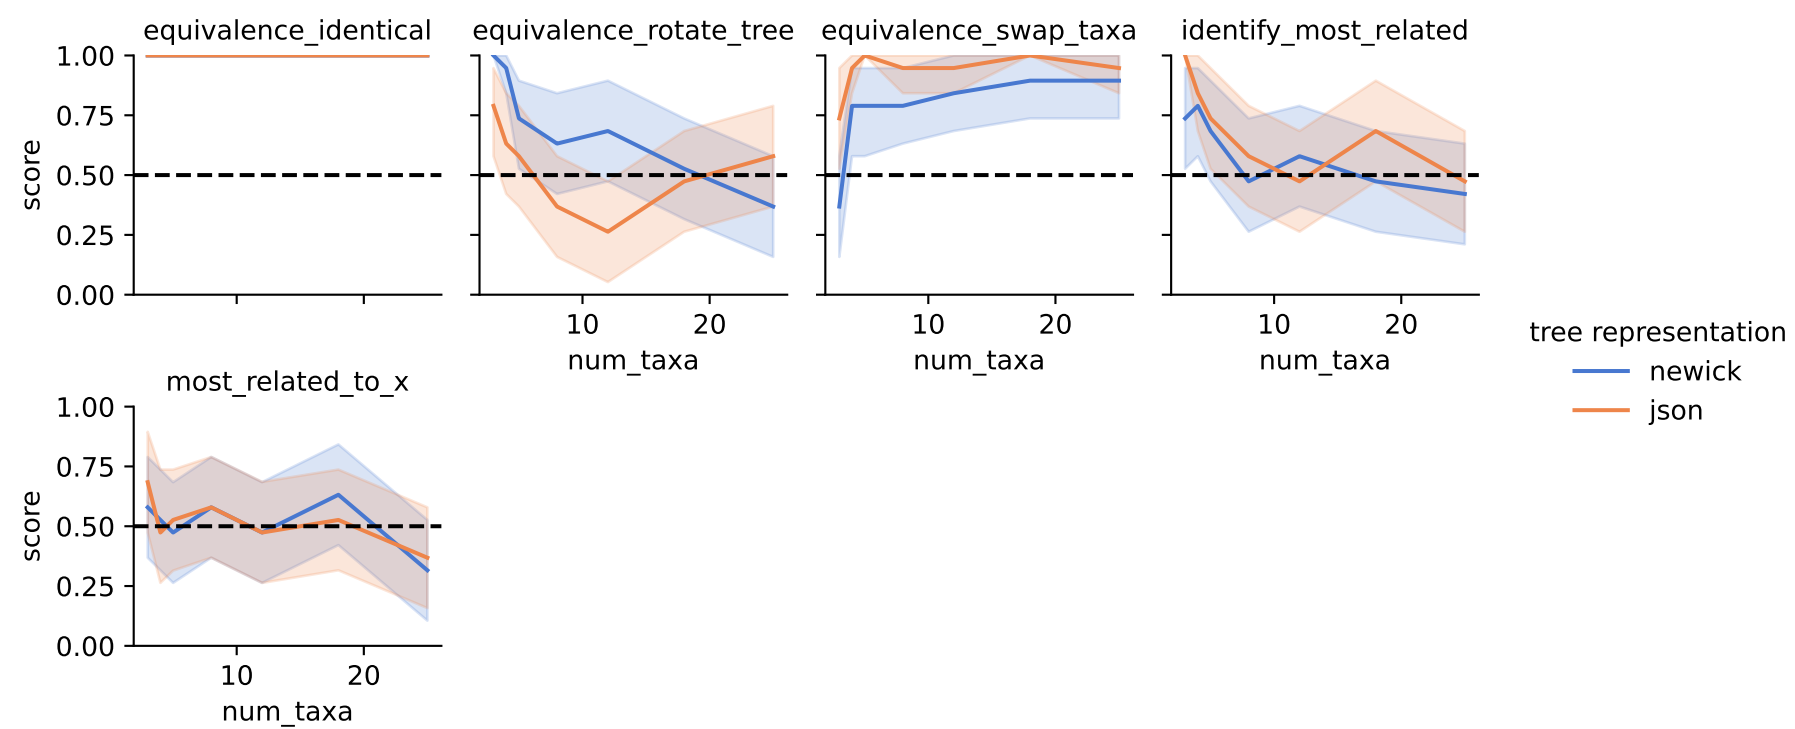 equivalence_identical
equivalence_rotate_tree
equivalence_swap_taxa
identify_most_related
score
1.00
0.75
0.50
0.25
0.00
10
20
num_taxa
10
20
num_taxa
10
20
num_taxa
tree representation
newick
json
most_related_to_x
score
1.00
0.75
0.50
0.25
0.00
10
20
num_taxa